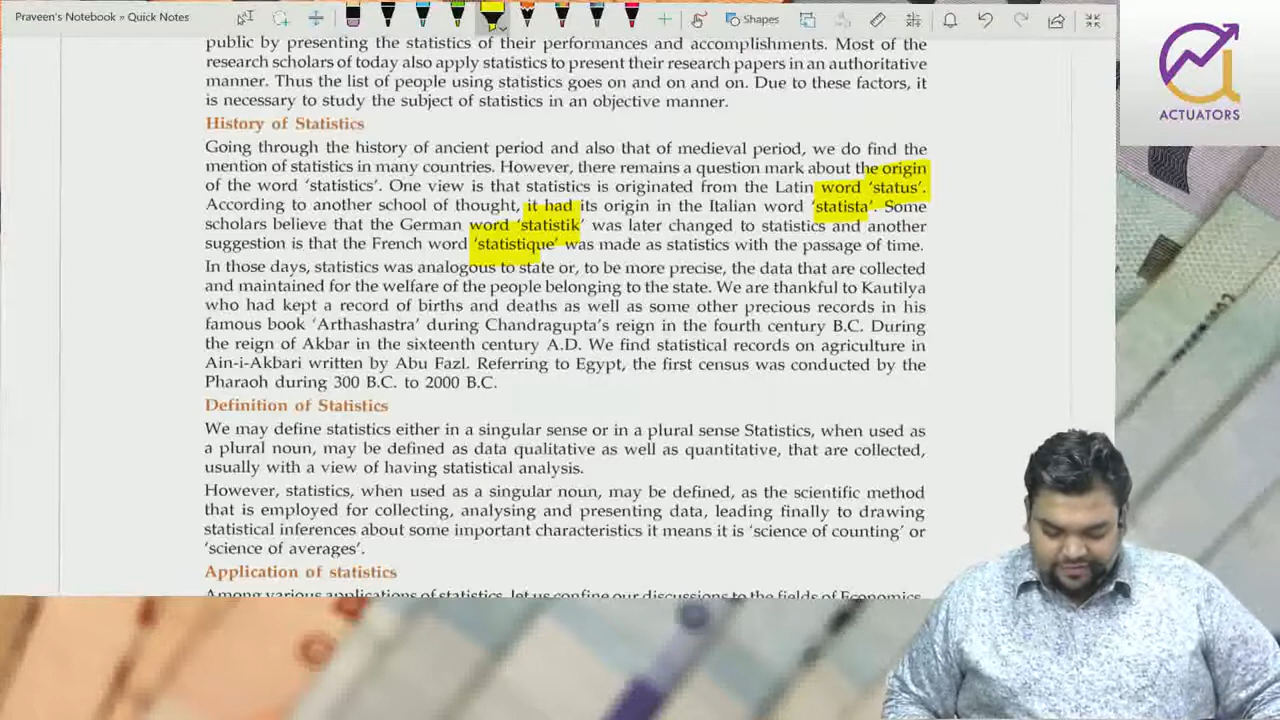 Praveen's Notebook » Quick Notes
Shapes
ACTUATORS
public by presenting the statistics of their performances and accomplishments. Most of the
research scholars of today also apply statistics to present their research papers in an authoritative
manner. Thus the list of people using statistics goes on and on and on. Due to these factors, it
is necessary to study the subject of statistics in an objective manner.
History of Statistics
Going through the history of ancient period and also that of medieval period, we do find the
mention of statistics in many countries. However, there remains a question mark about the origin
of the word ‘statistics’. One view is that statistics is originated from the Latin word ‘status’.
According to another school of thought, it had its origin in the Italian word ‘statista’. Some
scholars believe that the German word ‘statistik’ was later changed to statistics and another
suggestion is that the French word ‘statistique’ was made as statistics with the passage of time.
In those days, statistics was analogous to state or, to be more precise, the data that are collected
and maintained for the welfare of the people belonging to the state. We are thankful to Kautilya
who had kept a record of births and deaths as well as some other precious records in his
famous book ‘Arthashastra’ during Chandragupta’s reign in the fourth century B.C. During
the reign of Akbar in the sixteenth century A.D. We find statistical records on agriculture in
Ain-i-Akbari written by Abu Fazl. Referring to Egypt, the first census was conducted by the
Pharaoh during 300 B.C. to 2000 B.C.
Definition of Statistics
We may define statistics either in a singular sense or in a plural sense Statistics, when used as
a plural noun, may be defined as data qualitative as well as quantitative, that are collected,
usually with a view of having statistical analysis.
However, statistics, when used as a singular noun, may be defined, as the scientific method
that is employed for collecting, analysing and presenting data, leading finally to drawing
statistical inferences about some important characteristics it means it is ‘science of counting’ or
‘science of averages’.
Application of statistics
Among various applications of statistics, let us confine our discussions to the fields of Economics,